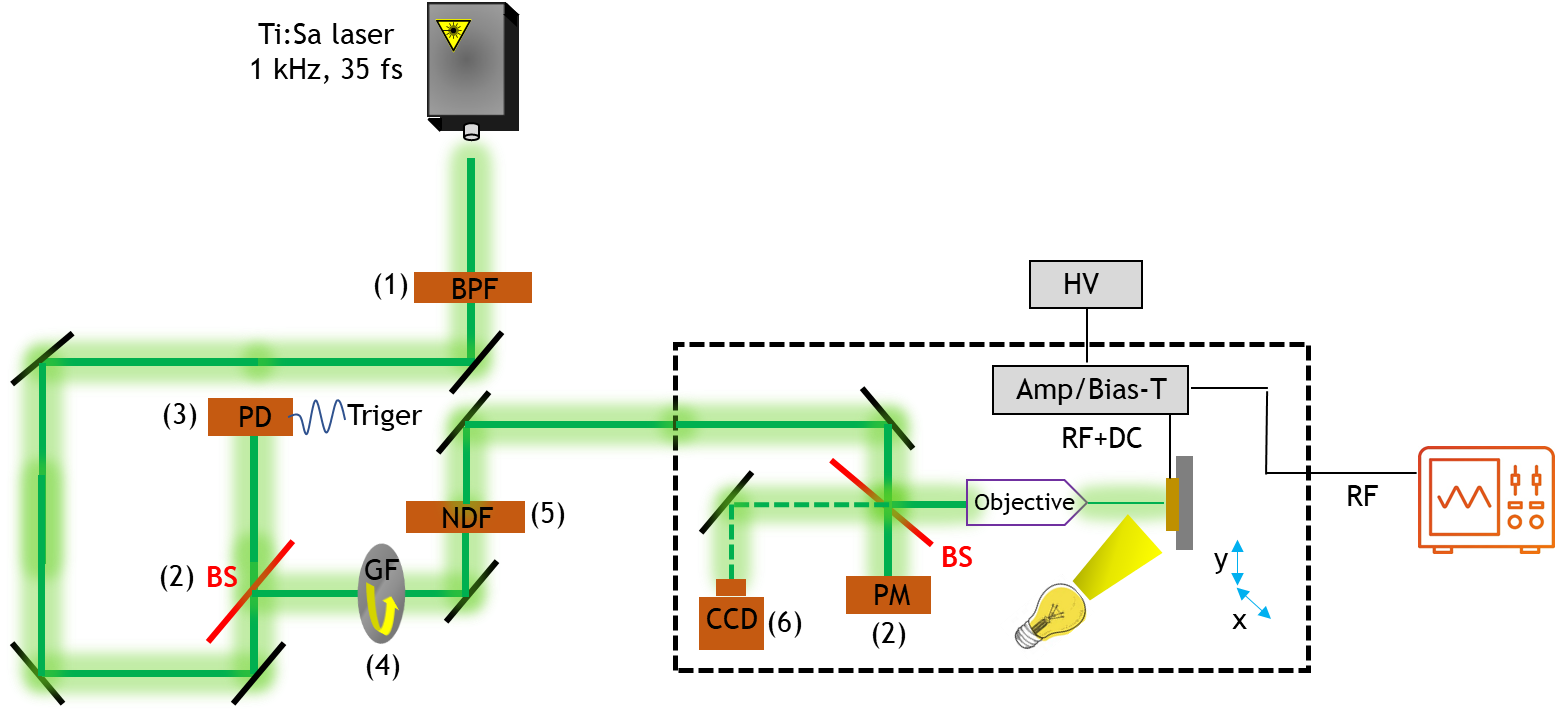 Ti:Sa laser
1 kHz, 35 fs
(1)
BPF
HV
(3)
PD
Triger
Amp/Bias-T
RF+DC
RF
NDF
(5)
Objective
(2)
BS
GF
(4)
BS
y
x
CCD
(6)
PM
(2)